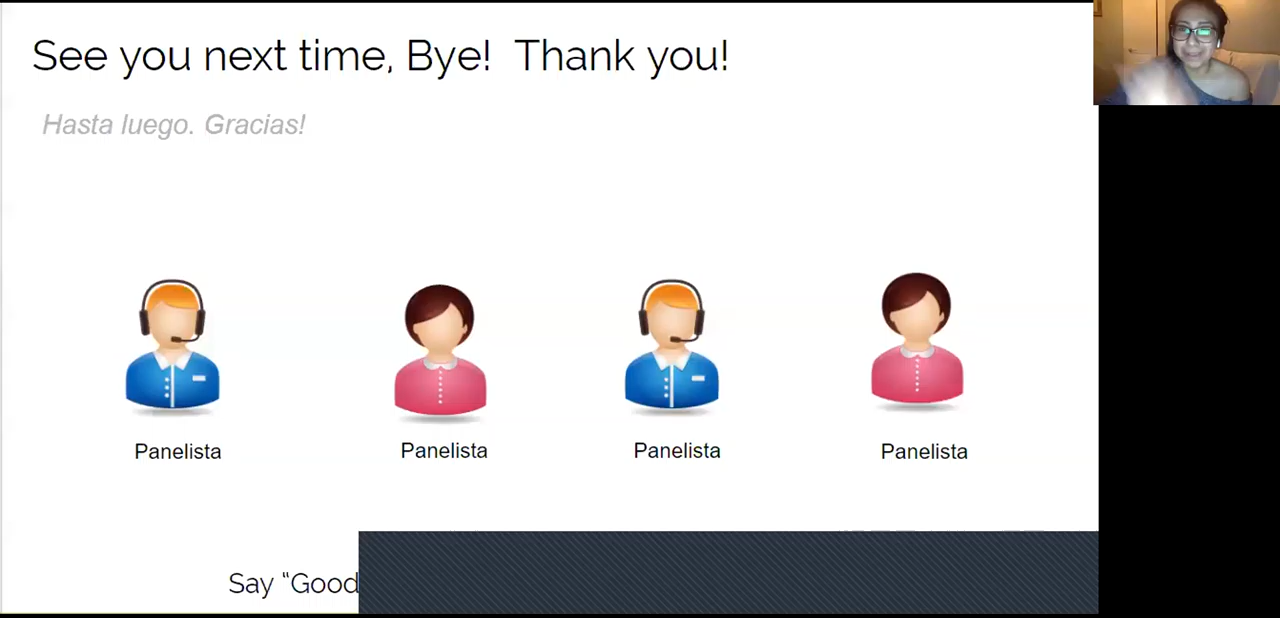 See you next time, Bye! Thank you!
Hasta luego. Gracias!
Panelista Panelista Panelista Panelista
Say “Good